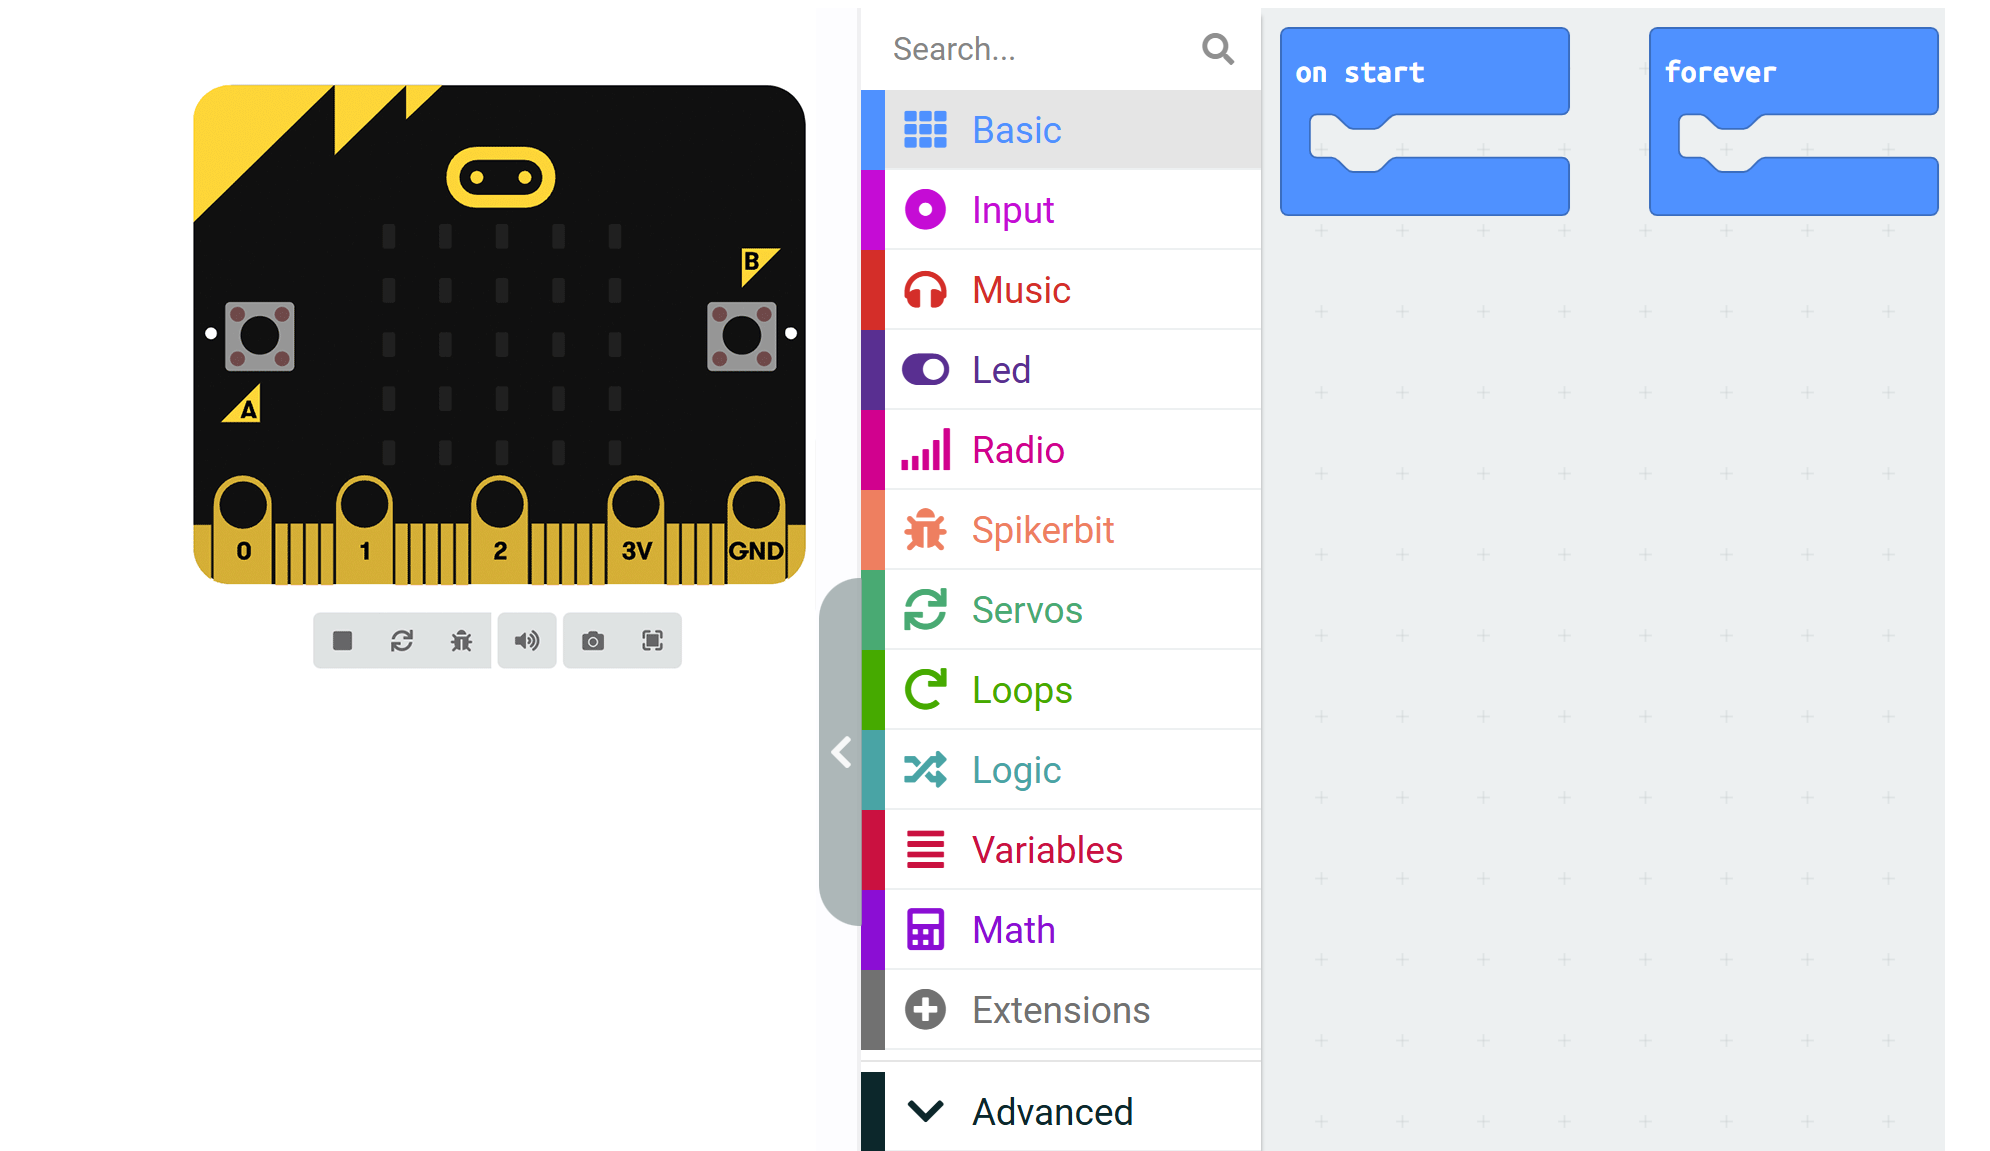 B
A
0 1 2 3V GND
Search...
Basic
Input
Music
Led
Radio
Spikerbit
Servos
Loops
Logic
Variables
Math
Extensions
Advanced
on start
forever